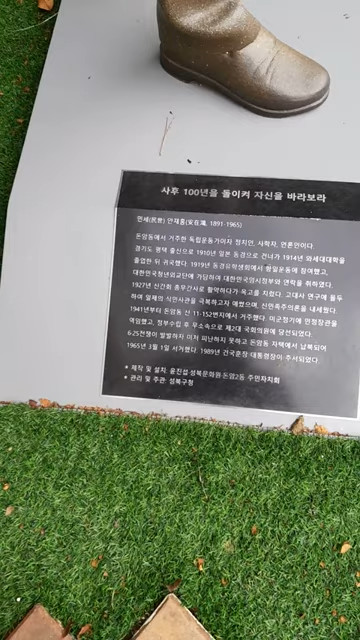 사후 100년을 돌이켜 자신을 바라보라
민세(民世) 안재홍(安在鴻, 1891-1965)
돈암동에서 거주한 독립운동가이자 정치인, 사학자, 언론인이다.
경기도 평택 출신으로 1910년 일본 동경으로 건너가 1914년 와세대대학을
졸업한 뒤 귀국했다. 1919년 동경유학생회에서 항일운동에 참여했고,
대한민국청년외교단에 가담하여 대한민국임시정부와 연락을 취하였다.
1927년 신간회 총무간사로 활약하다가 옥고를 치렀다. 고대사 연구에 몰두
하여 일제의 식민사관을 극복하고자 애썼으며, 신민족주의론을 내세웠다.
1941년부터 돈암동 산 11-152번지에서 거주했다. 미군정기에 민정장관을
역임했고, 정부수립 후 무소속으로 제2대 국회의원에 당선되었다.
6·25전쟁이 발발하자 미처 피난하지 못하고 돈암동 자택에서 납북되어
1965년 3월 1일 서거했다. 1989년 건국훈장 대통령장이 추서되었다.
* 제작 및 설치: 윤진섭·성북문화원·돈암2동 주민자치회
* 관리 및 주관: 성북구청